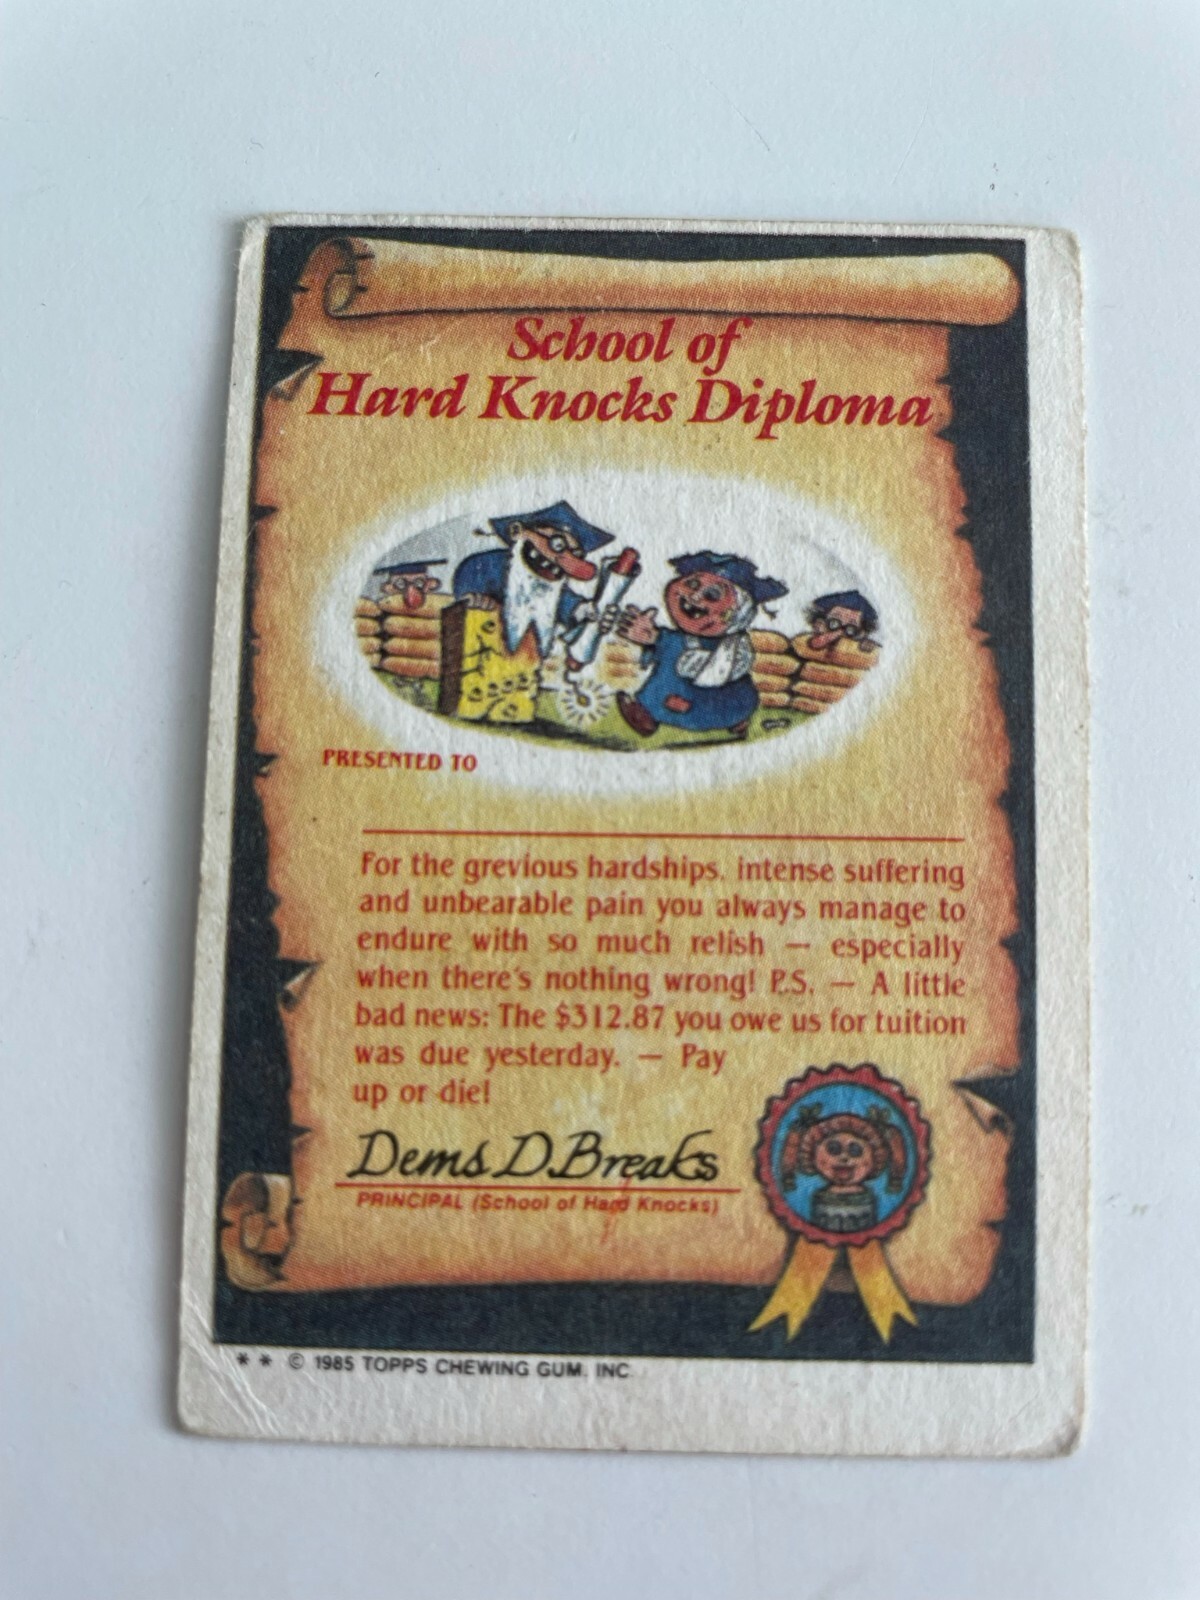 School of
Hard Knocks Diploma
PRESENTED TO
For the grevious hardships, intense suffering
and unbearable pain you always manage to
endure with so much relish — especially
when there's nothing wrong! P.S. — A little
bad news: The $312.87 you owe us for tuition
was due yesterday. — Pay
up or die!
Dems D. Breaks
PRINCIPAL (School of Hard Knocks)
* * © 1985 TOPPS CHEWING GUM, INC